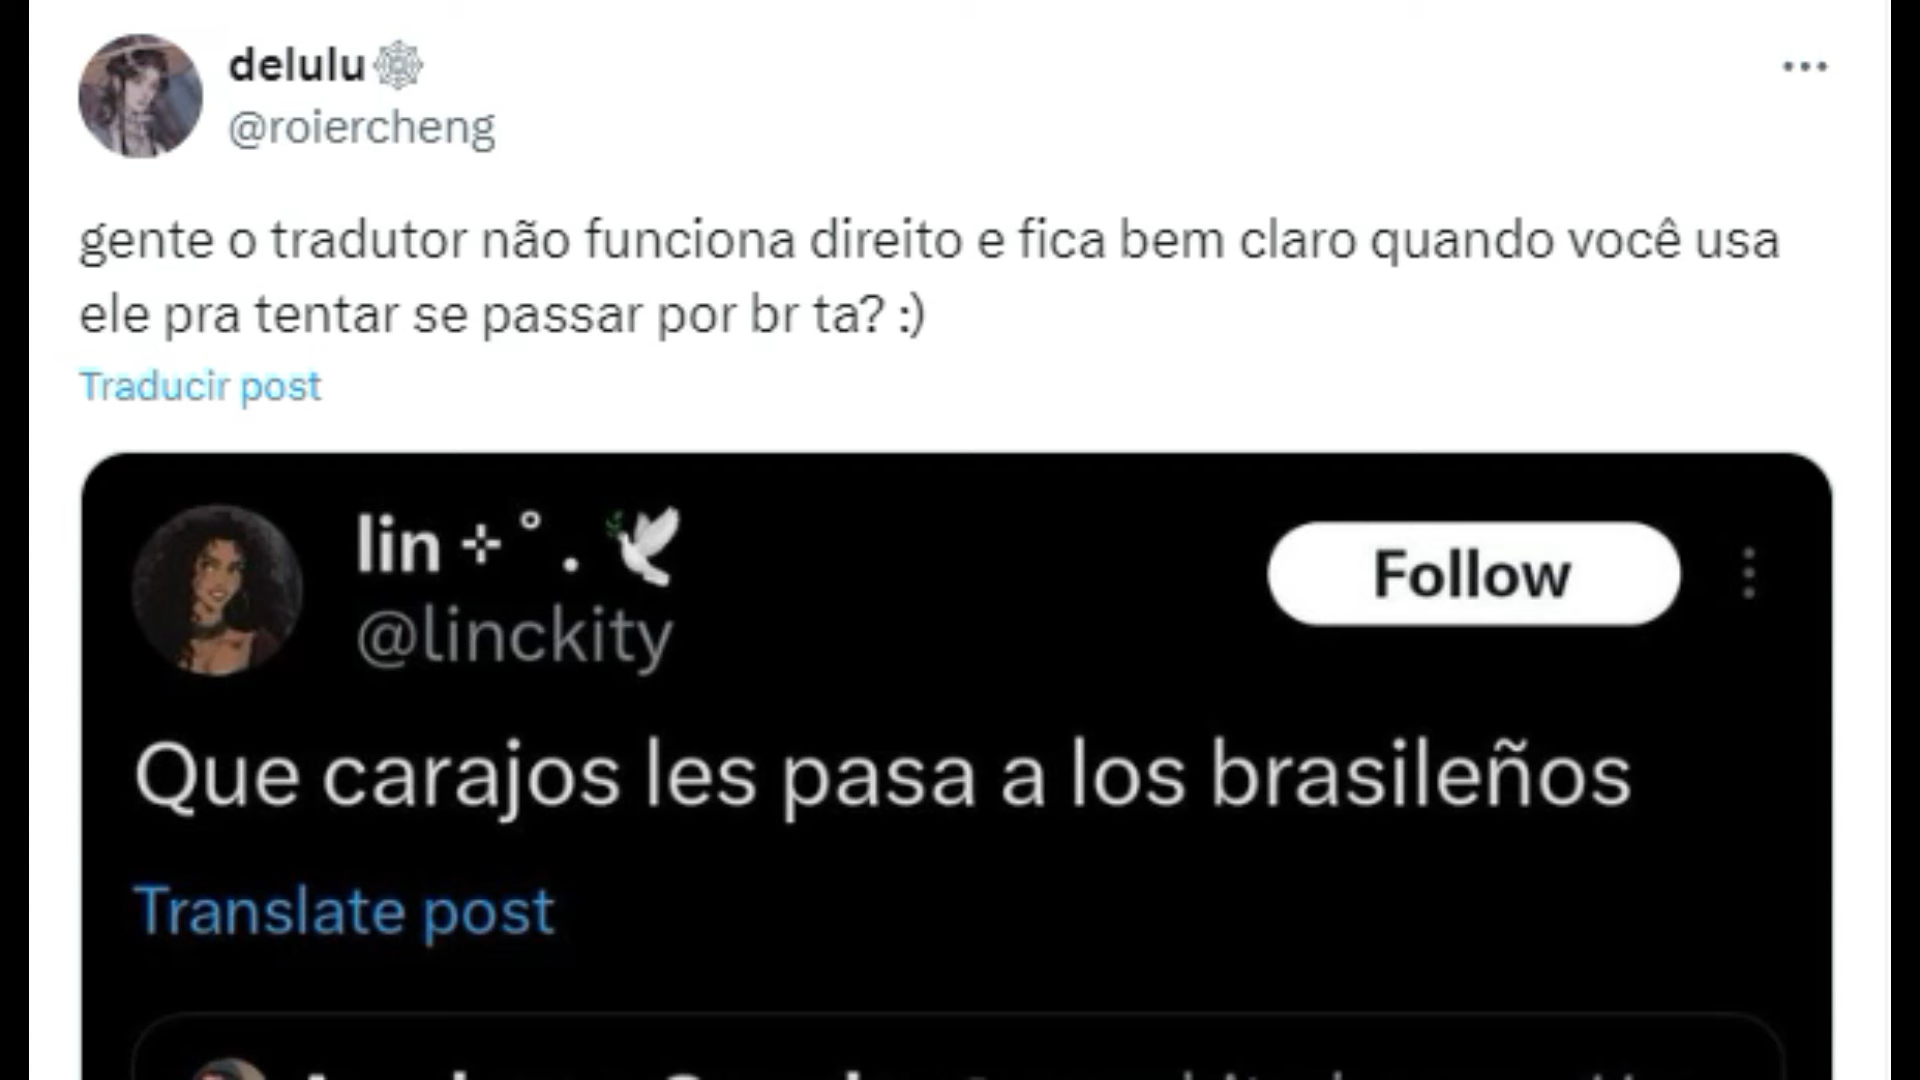 delulu🕸
@roiercheng
gente o tradutor não funciona direito e fica bem claro quando você usa
ele pra tentar se passar por br ta? :)
Traducir post
lin ⊹ ˚ . 🕊
@linckity
Follow
Que carajos les pasa a los brasileños
Translate post